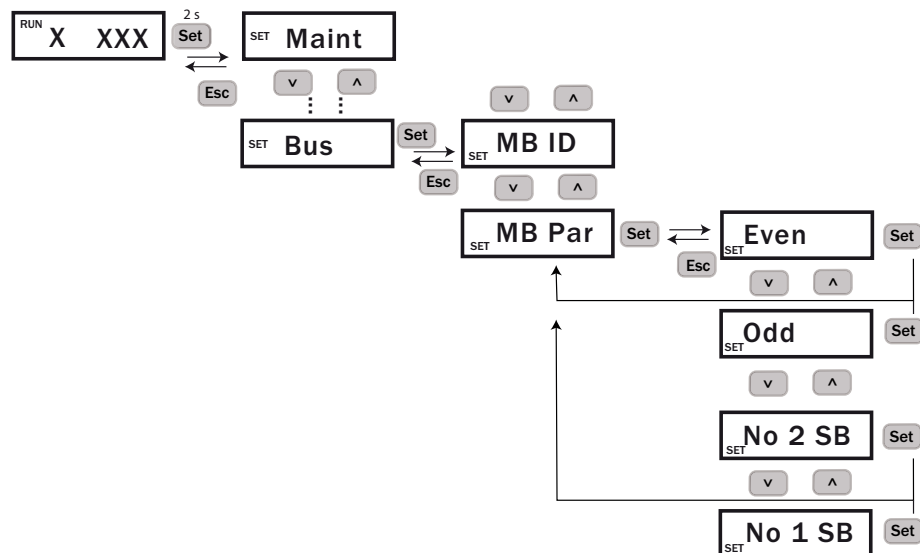 2 s
RUN X XXX Set SET Maint
Esc ˅ ˄
˅ ˄
SET Bus Set SET MB ID
Esc ˅ ˄
SET MB Par Set SET Even Set
Esc
˅ ˄
SET Odd Set
˅ ˄
SET No 2 SB Set
˅ ˄
SET No 1 SB Set